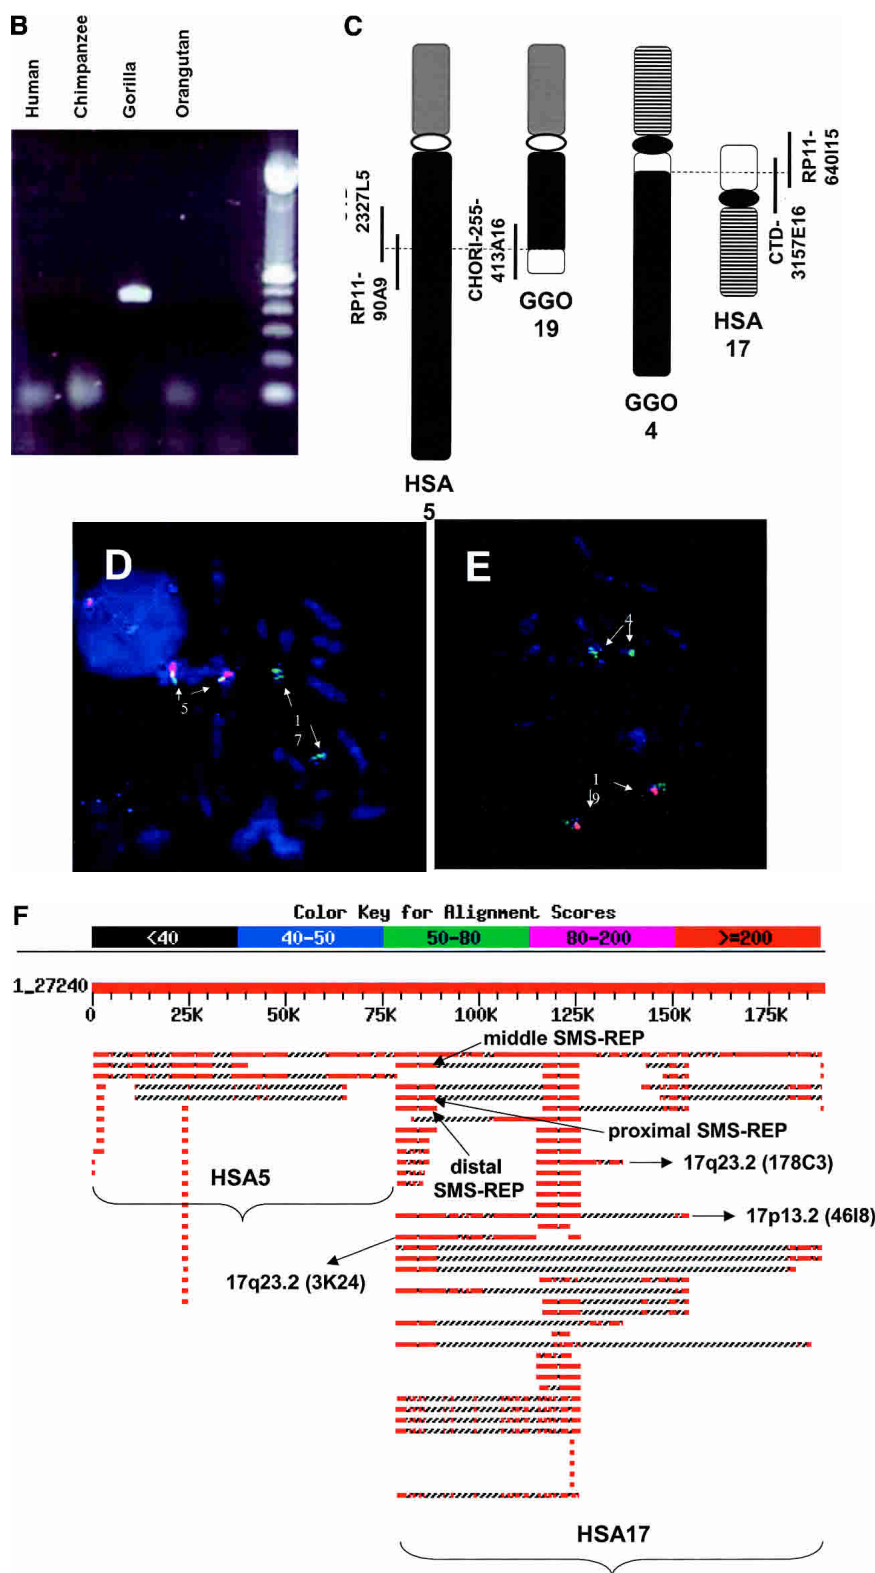 B
Human
Chimpanzee
Gorilla
Orangutan
C
2327L5
RP11-
90A9
HSA
5
CHORI-255-
413A16
GGO
19
GGO
4
HSA
17
CTD-
3157E16
RP11-
640I15
D
5
1
7
E
4
1
9
F
Color Key for Alignment Scores
<40
40-50
50-80
80-200
>=200
1_27240
0
25K
50K
75K
100K
125K
150K
175K
middle SMS-REP
proximal SMS-REP
distal
SMS-REP
HSA5
17q23.2 (178C3)
17p13.2 (46I8)
17q23.2 (3K24)
HSA17